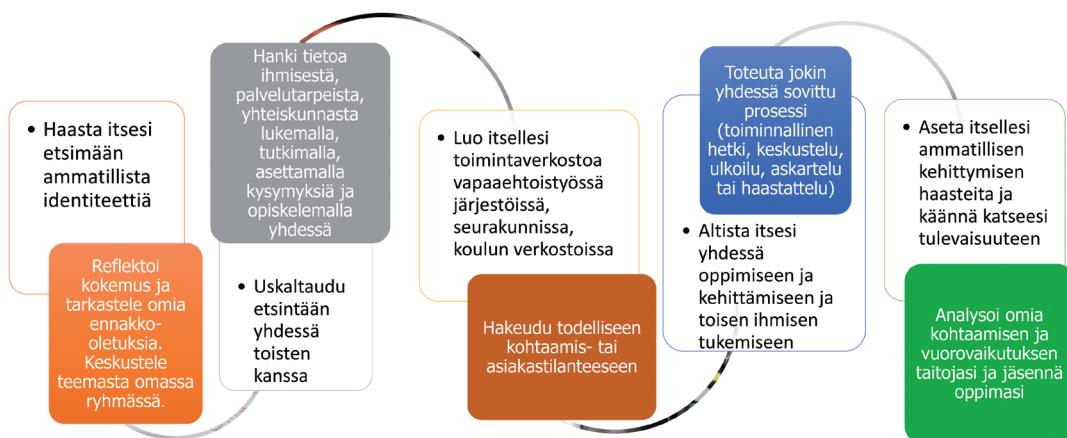 • Haasta itsesi
etsimään
ammatillista
identiteettiä
Reflektoi
kokemus ja
tarkastele omia
ennakko-
oletuksia.
Keskustele
teemasta omassa
ryhmässä.
Hanki tietoa
ihmisestä,
palvelutarpeista,
yhteiskunnasta
lukemalla,
tutkimalla,
asettamalla
kysymyksiä ja
opiskelemalla
yhdessä
• Uskaltaudu
etsintään
yhdessä
toisten
kanssa
• Luo itsellesi
toimintaverkostoa
vapaaehtoistyössä
järjestöissä,
seurakunnissa,
koulun verkostoissa
Hakeudu todelliseen
kohtaamis- tai
asiakastilanteeseen
Toteuta jokin
yhdessä sovittu
prosessi
(toiminnallinen
hetki, keskustelu,
ulkoilu, askartelu
tai haastattelu)
• Altista itsesi
yhdessä
oppimiseen ja
kehittämiseen ja
toisen ihmisen
tukemiseen
• Aseta itsellesi
ammatillisen
kehittymisen
haasteita ja
käännä katseesi
tulevaisuuteen
Analysoi omia
kohtaamisen ja
vuorovaikutuksen
taitojasi ja jäsennä
oppimasi